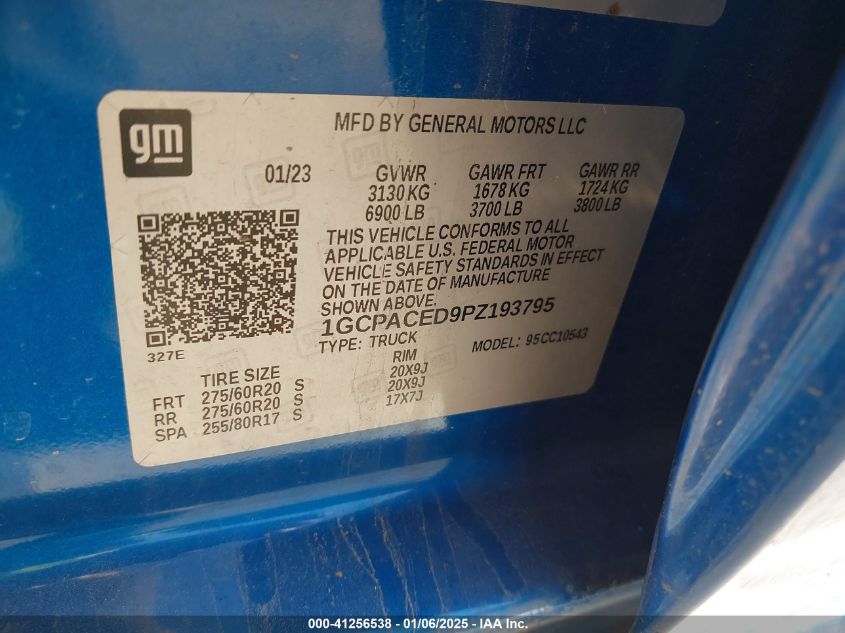 gm
MFD BY GENERAL MOTORS LLC
01/23 GVWR GAWR FRT GAWR RR
3130 KG 1678 KG 1724 KG
6900 LB 3700 LB 3800 LB
THIS VEHICLE CONFORMS TO ALL
APPLICABLE U.S. FEDERAL MOTOR
VEHICLE SAFETY STANDARDS IN EFFECT
ON THE DATE OF MANUFACTURE
SHOWN ABOVE.
1GCPACED9PZ193795
TYPE: TRUCK MODEL: 95CC10543
327E
TIRE SIZE RIM
FRT 275/60R20 S 20X9J
RR 275/60R20 S 20X9J
SPA 255/80R17 S 17X7J
000-41256538 - 01/06/2025 - IAA Inc.